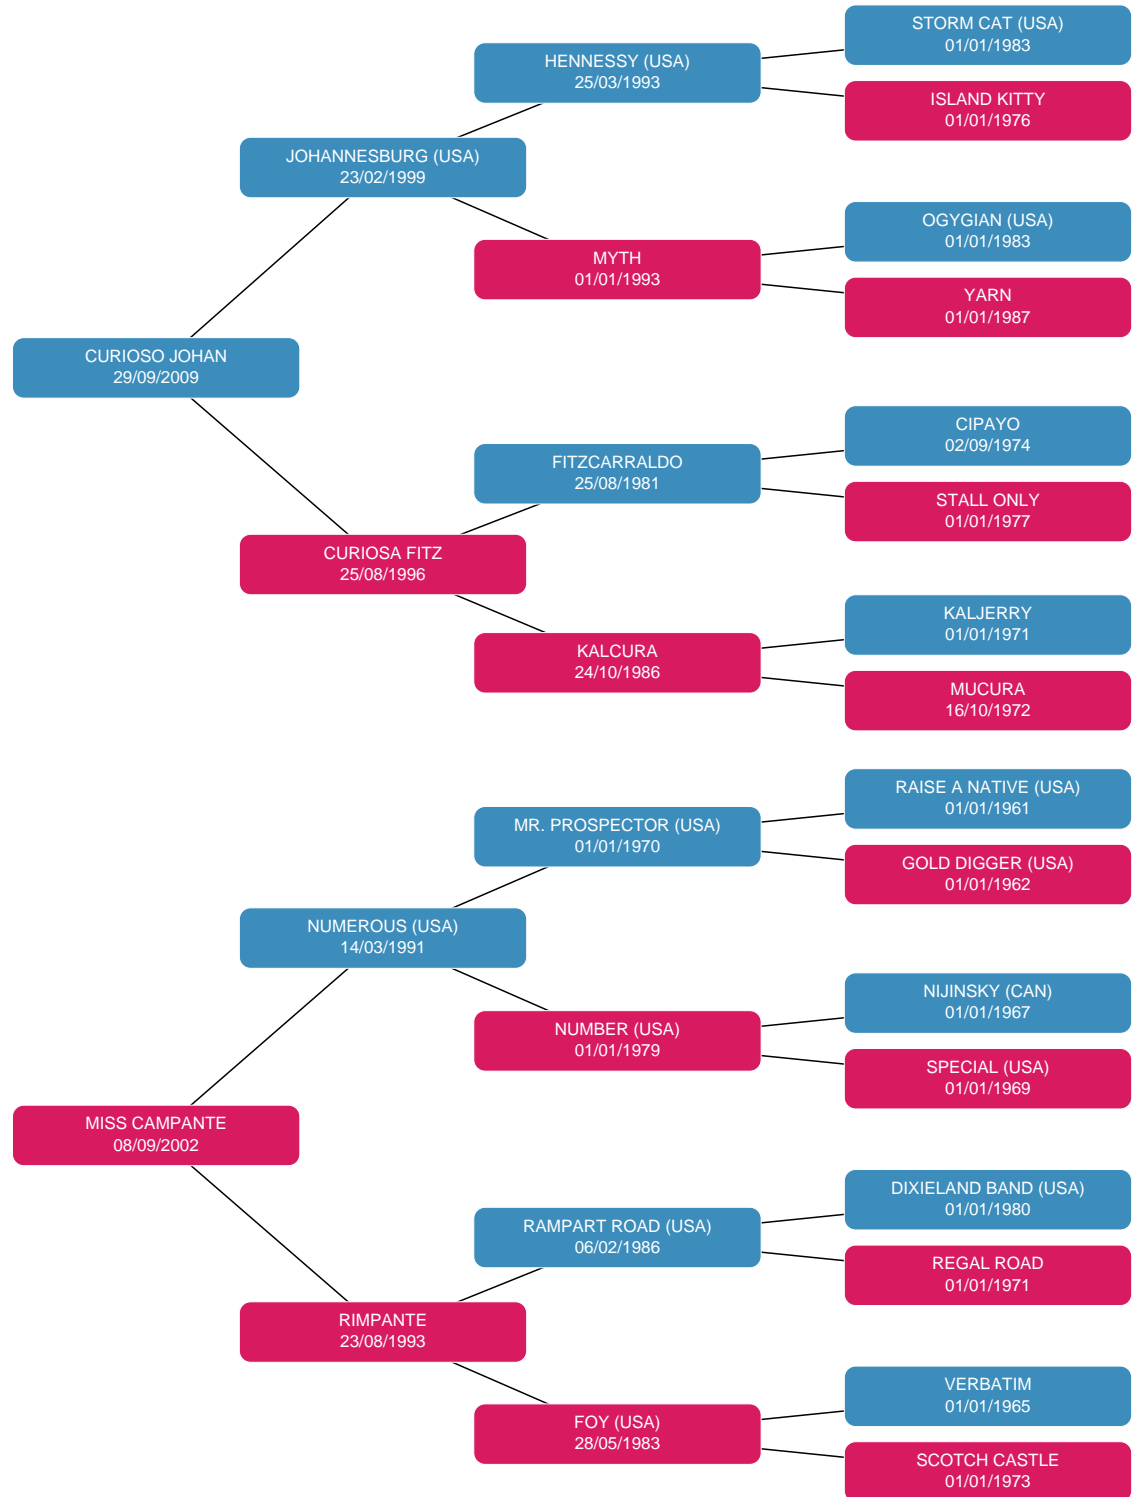 STORM CAT (USA)
01/01/1983
HENNESSY (USA)
25/03/1993
ISLAND KITTY
01/01/1976
JOHANNESBURG (USA)
23/02/1999
OGYGIAN (USA)
01/01/1983
MYTH
01/01/1993
YARN
01/01/1987
CURIOSO JOHAN
29/09/2009
CIPAYO
02/09/1974
FITZCARRALDO
25/08/1981
STALL ONLY
01/01/1977
CURIOSA FITZ
25/08/1996
KALJERRY
01/01/1971
KALCURA
24/10/1986
MUCURA
16/10/1972
RAISE A NATIVE (USA)
01/01/1961
MR. PROSPECTOR (USA)
01/01/1970
GOLD DIGGER (USA)
01/01/1962
NUMEROUS (USA)
14/03/1991
NIJINSKY (CAN)
01/01/1967
NUMBER (USA)
01/01/1979
SPECIAL (USA)
01/01/1969
MISS CAMPANTE
08/09/2002
DIXIELAND BAND (USA)
01/01/1980
RAMPART ROAD (USA)
06/02/1986
REGAL ROAD
01/01/1971
RIMPANTE
23/08/1993
VERBATIM
01/01/1965
FOY (USA)
28/05/1983
SCOTCH CASTLE
01/01/1973